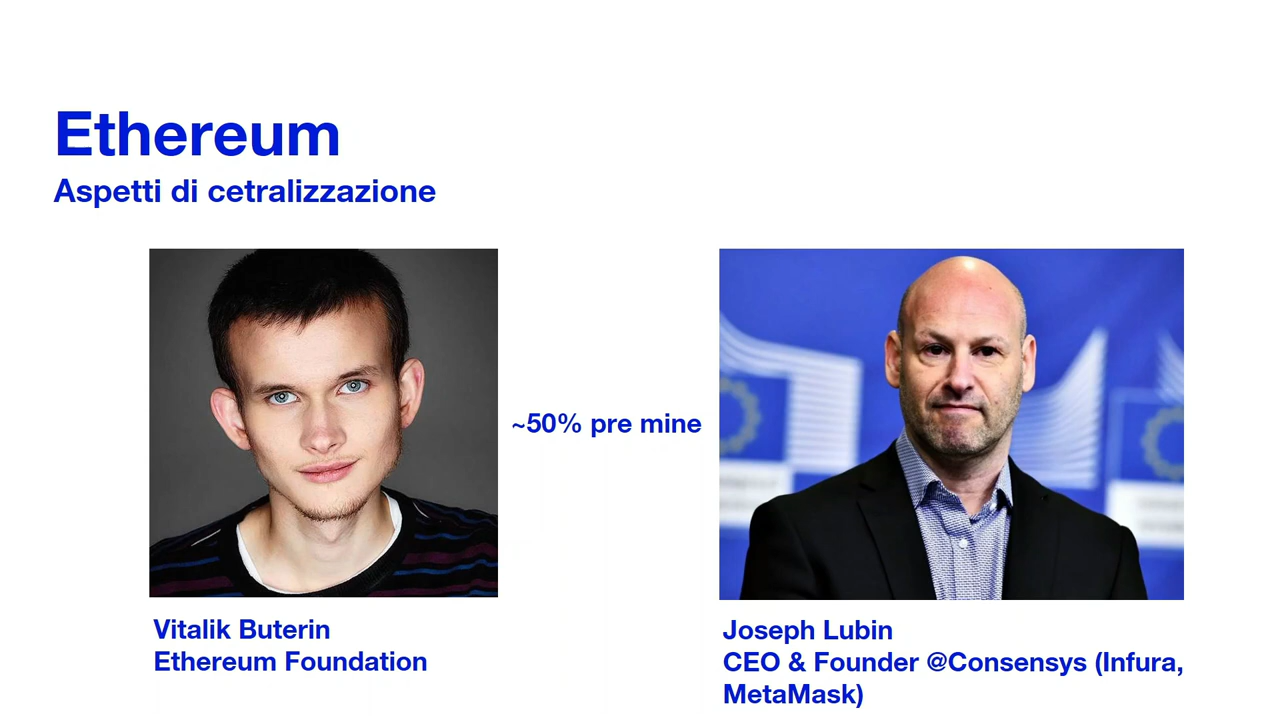 Ethereum
Aspetti di cetralizzazione
~50% pre mine
Vitalik Buterin
Ethereum Foundation
Joseph Lubin
CEO & Founder @Consensys (Infura,
MetaMask)